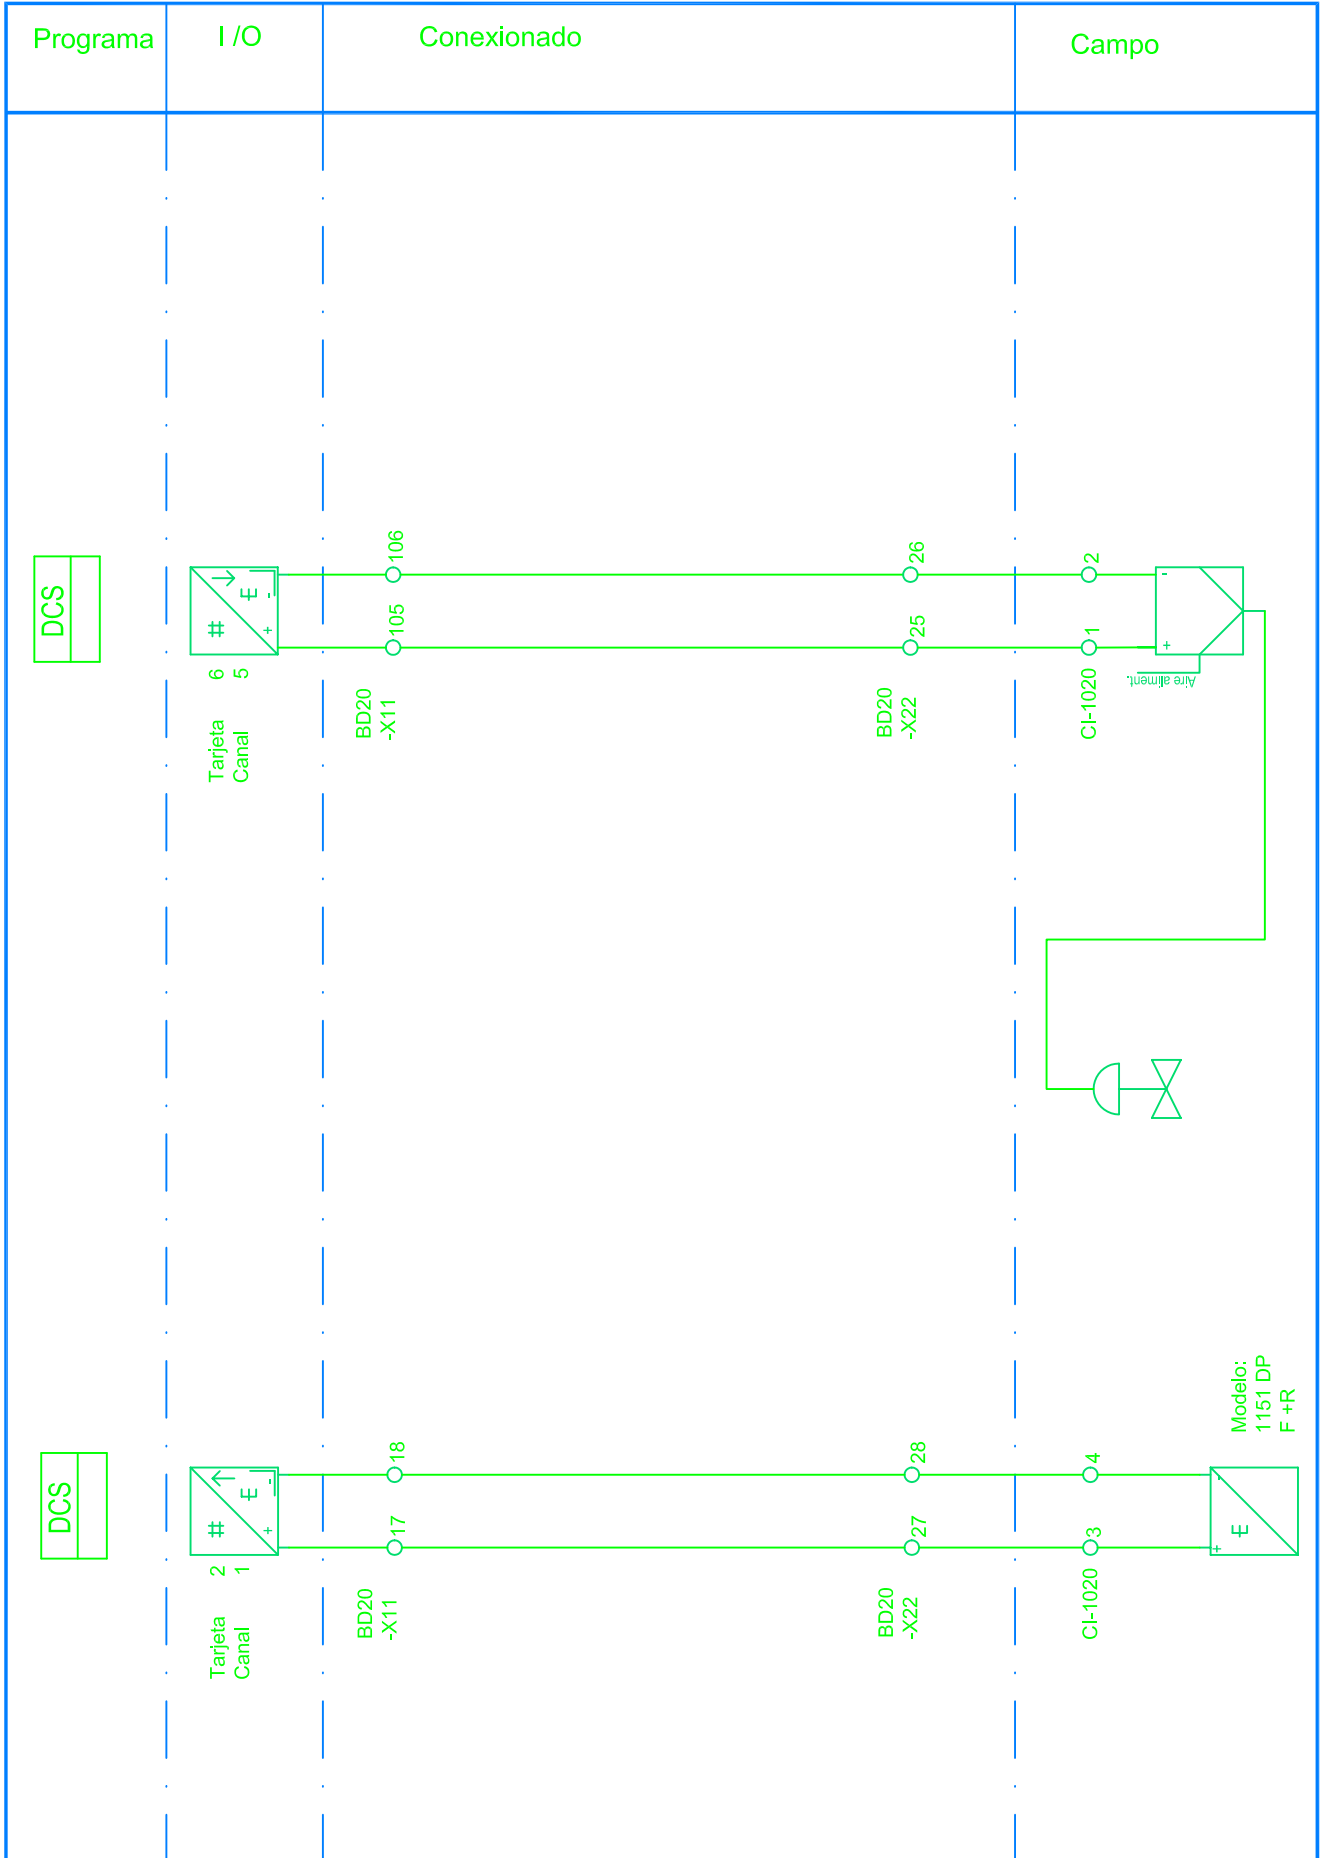 Programa
I /O
Conexionado
Campo
DCS
#
E
-
+
Tarjeta 6
Canal 5
BD20
-X11
105
106
BD20
-X22
25
26
CI-1020
1
2
-
+
Aire aliment.
DCS
#
E
-
+
Tarjeta 2
Canal 1
BD20
-X11
17
18
BD20
-X22
27
28
CI-1020
3
4
-
+
E
Modelo:
1151 DP
F +R